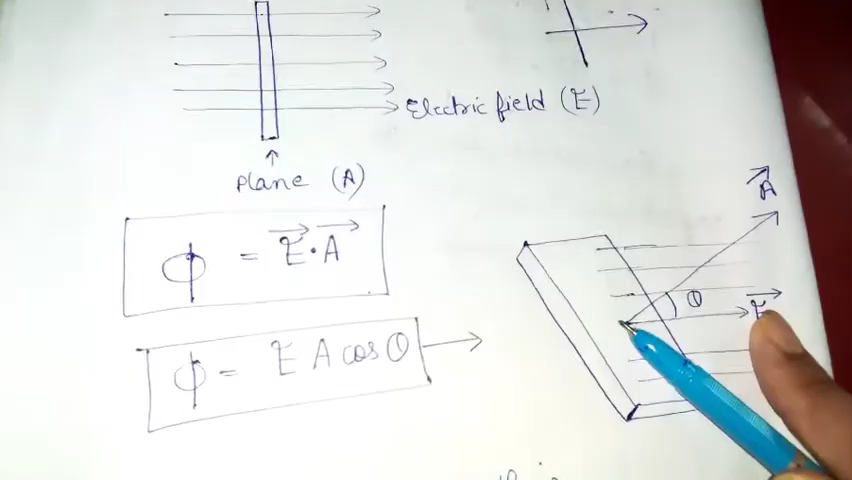 Electric field (E)
plane (A)
ϕ = E⃗·A⃗
ϕ = E A cos θ
A⃗
θ
E⃗